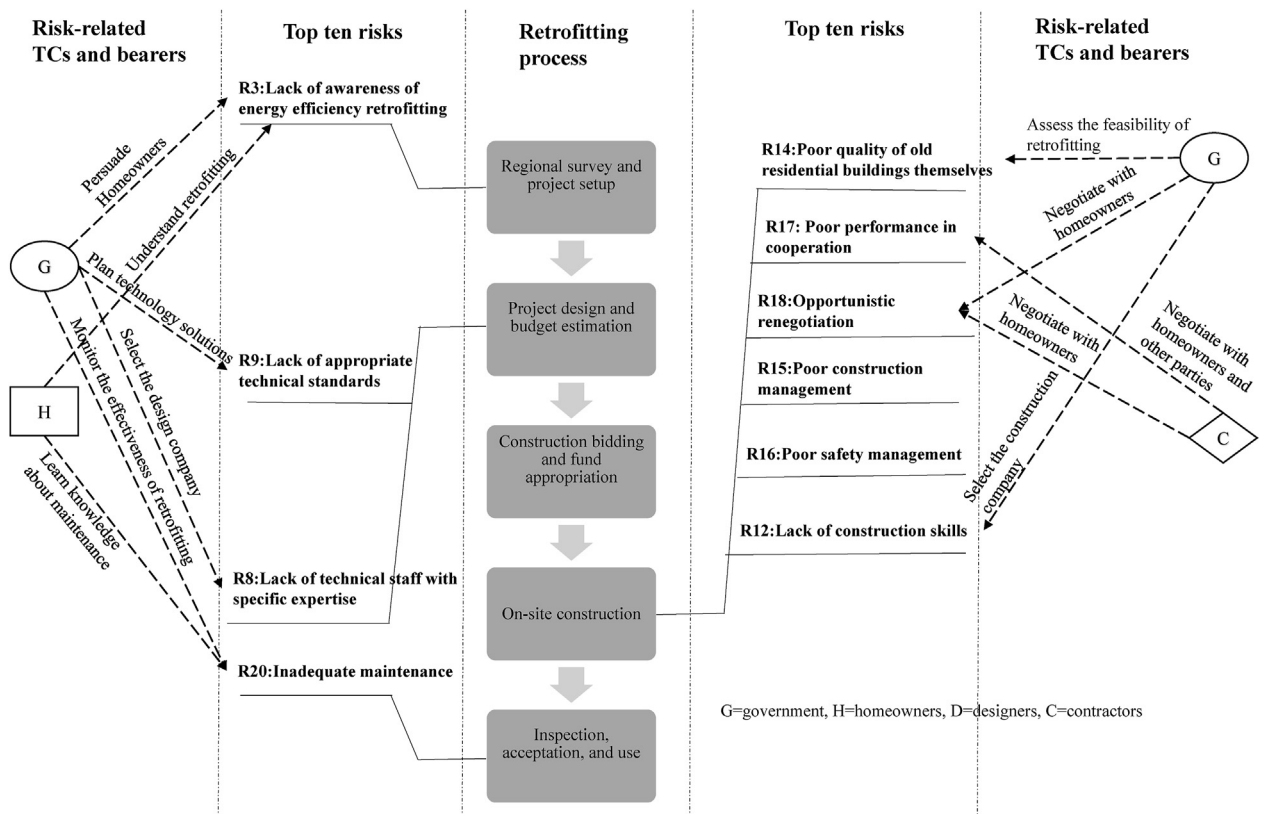 Risk-related
TCs and bearers
Top ten risks
Retrofitting
process
Top ten risks
Risk-related
TCs and bearers
R3:Lack of awareness of
energy efficiency retrofitting
Persuade
Homeowners
Understand retrofitting
G
Plan technology solutions
Select the design company
Monitor the effectiveness of retrofitting
H
Learn knowledge
about maintenance
R9:Lack of appropriate
technical standards
R8:Lack of technical staff with
specific expertise
R20:Inadequate maintenance
Regional survey and
project setup
Project design and
budget estimation
Construction bidding
and fund
appropriation
On-site construction
Inspection,
acceptation, and use
R14:Poor quality of old
residential buildings themselves
R17: Poor performance in
cooperation
R18:Opportunistic
renegotiation
R15:Poor construction
management
R16:Poor safety management
R12:Lack of construction skills
Assess the feasibility of
retrofitting
G
Negotiate with
homeowners
Negotiate with
homeowners
Negotiate with
homeowners and
other parties
Select the construction
company
C
G=government, H=homeowners, D=designers, C=contractors